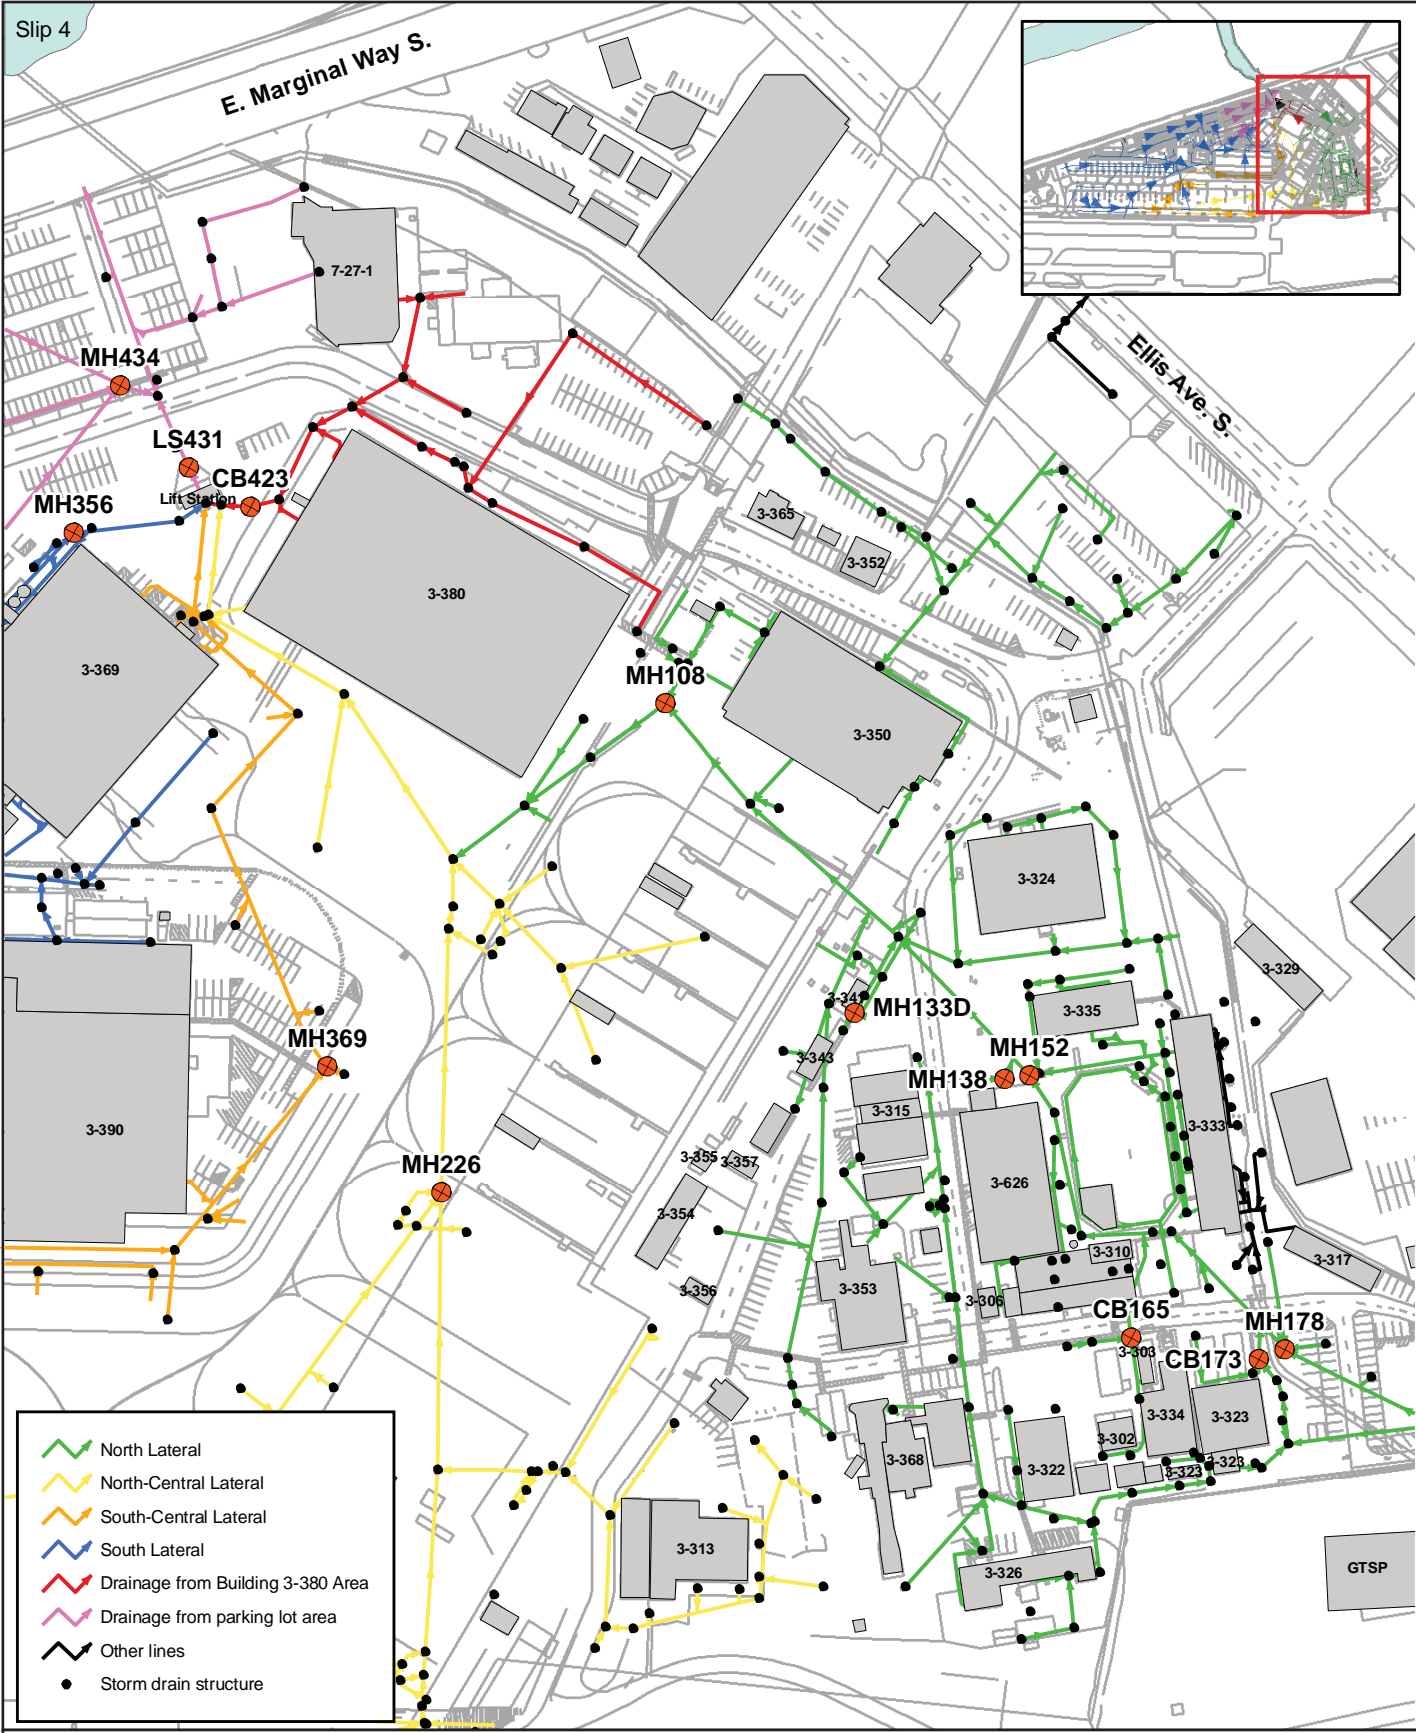 Slip 4
E. Marginal Way S.
Ellis Ave. S.
7-27-1
MH434
LS431
CB423
Lift Station
MH356
3-365
3-352
3-380
3-369
MH108
3-350
3-324
3-329
3-341
MH133D
3-335
MH369
3-343
MH152
MH138
3-315
3-333
3-390
3-355
3-357
MH226
3-626
3-354
3-310
3-317
3-356
3-353
3-306
CB165
MH178
3-303
CB173
3-334
3-323
3-302
3-368
3-322
3-323
3-323
3-313
3-326
GTSP
North Lateral
North-Central Lateral
South-Central Lateral
South Lateral
Drainage from Building 3-380 Area
Drainage from parking lot area
Other lines
Storm drain structure